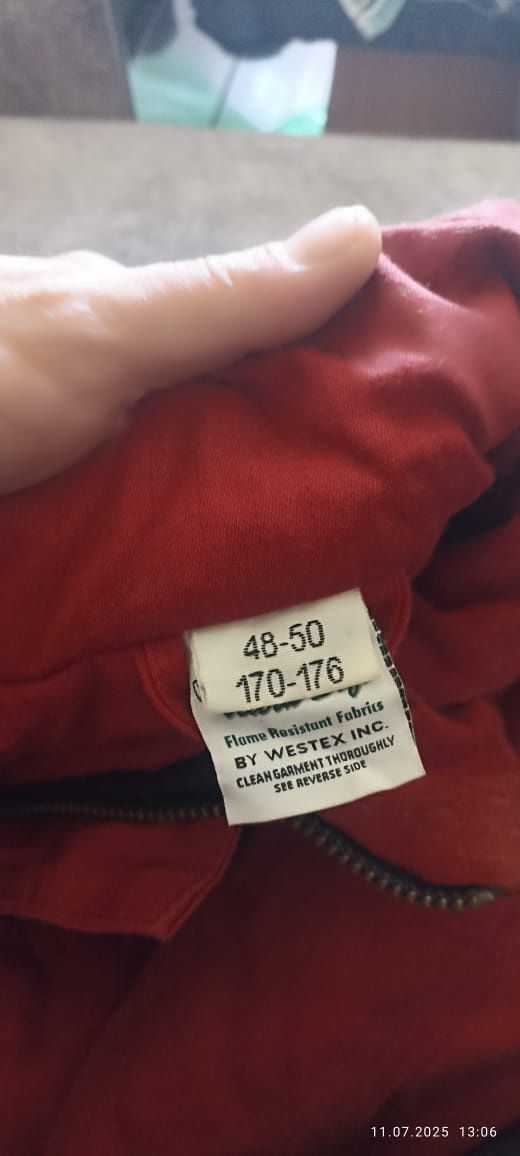 48-50
170-176
Flame Resistant Fabrics
BY WESTEX INC.
CLEAN GARMENT THOROUGHLY
SEE REVERSE SIDE
11.07.2025 13:06